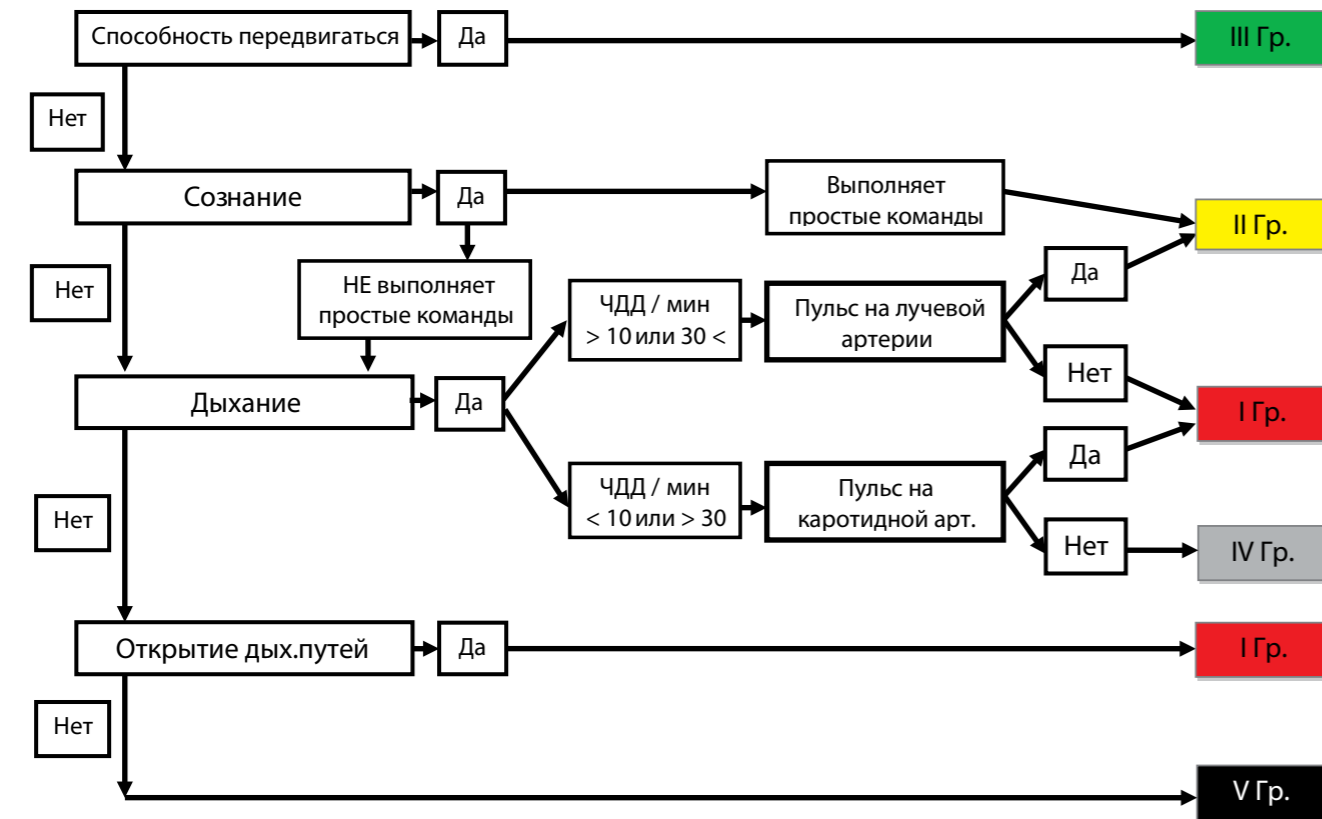 Способность передвигаться
Да
III Гр.
Нет
Сознание
Да
Выполняет
простые команды
II Гр.
Нет
НЕ выполняет
простые команды
ЧДД / мин
> 10 или 30 <
Пульс на лучевой
артерии
Да
Нет
Дыхание
Да
I Гр.
ЧДД / мин
< 10 или > 30
Пульс на
каротидной арт.
Да
Нет
IV Гр.
Нет
Открытие дых.путей
Да
I Гр.
Нет
V Гр.